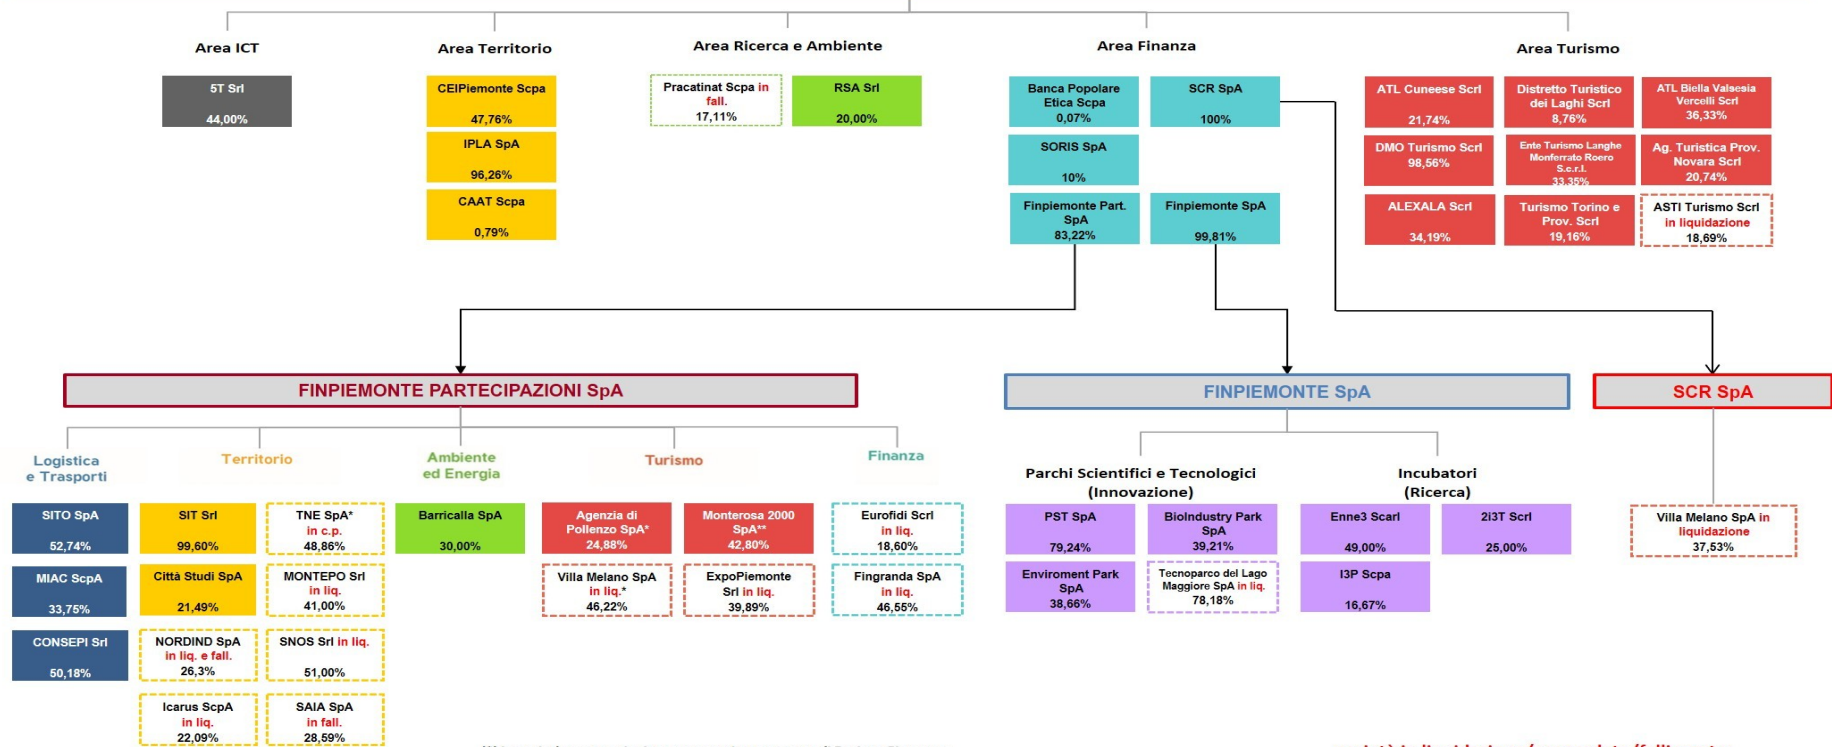 Area ICT
Area Territorio
Area Ricerca e Ambiente
Area Finanza
Area Turismo
5T Srl
44,00%
CEIPiemonte Scpa
47,76%
IPLA SpA
96,26%
CAAT Scpa
0,79%
Pracatinat Scpa in
fall.
17,11%
RSA Srl
20,00%
Banca Popolare
Etica Scpa
0,07%
SCR SpA
100%
SORIS SpA
10%
Finpiemonte Part.
SpA
83,22%
Finpiemonte SpA
99,81%
ATL Cuneese Scrl
21,74%
Distretto Turistico
dei Laghi Scrl
8,76%
ATL Biella Valsesia
Vercelli Scrl
36,33%
DMO Turismo Scrl
98,56%
Ente Turismo Langhe
Monferrato Roero
S.c.r.l.
33,35%
Ag. Turistica Prov.
Novara Scrl
20,74%
ALEXALA Scrl
34,19%
Turismo Torino e
Prov. Scrl
19,16%
ASTI Turismo Scrl
in liquidazione
18,69%
FINPIEMONTE PARTECIPAZIONI SpA
FINPIEMONTE SpA
SCR SpA
Logistica
e Trasporti
Territorio
Ambiente
ed Energia
Turismo
Finanza
Parchi Scientifici e Tecnologici
(Innovazione)
Incubatori
(Ricerca)
SITO SpA
52,74%
MIAC ScpA
33,75%
CONSEPI Srl
50,18%
SIT Srl
99,60%
TNE SpA*
in c.p.
48,86%
Città Studi SpA
21,49%
MONTEPO Srl
in liq.
41,00%
NORDIND SpA
in liq. e fall.
26,3%
SNOS Srl in liq.
51,00%
Icarus ScpA
in liq.
22,09%
SAIA SpA
in fall.
28,59%
Barricalla SpA
30,00%
Agenzia di
Pollenzo SpA*
24,88%
Monterosa 2000
SpA**
42,80%
Villa Melano SpA
in liq.*
46,22%
ExpoPiemonte
Srl in liq.
39,89%
Eurofidi Scrl
in liq.
18,60%
Fingranda SpA
in liq.
46,55%
PST SpA
79,24%
BioIndustry Park
SpA
39,21%
Enviroment Park
SpA
38,66%
Tecnoparco del Lago
Maggiore SpA in liq.
78,18%
Enne3 Scarl
49,00%
2i3T Scrl
25,00%
I3P Scpa
16,67%
Villa Melano SpA in
liquidazione
37,53%